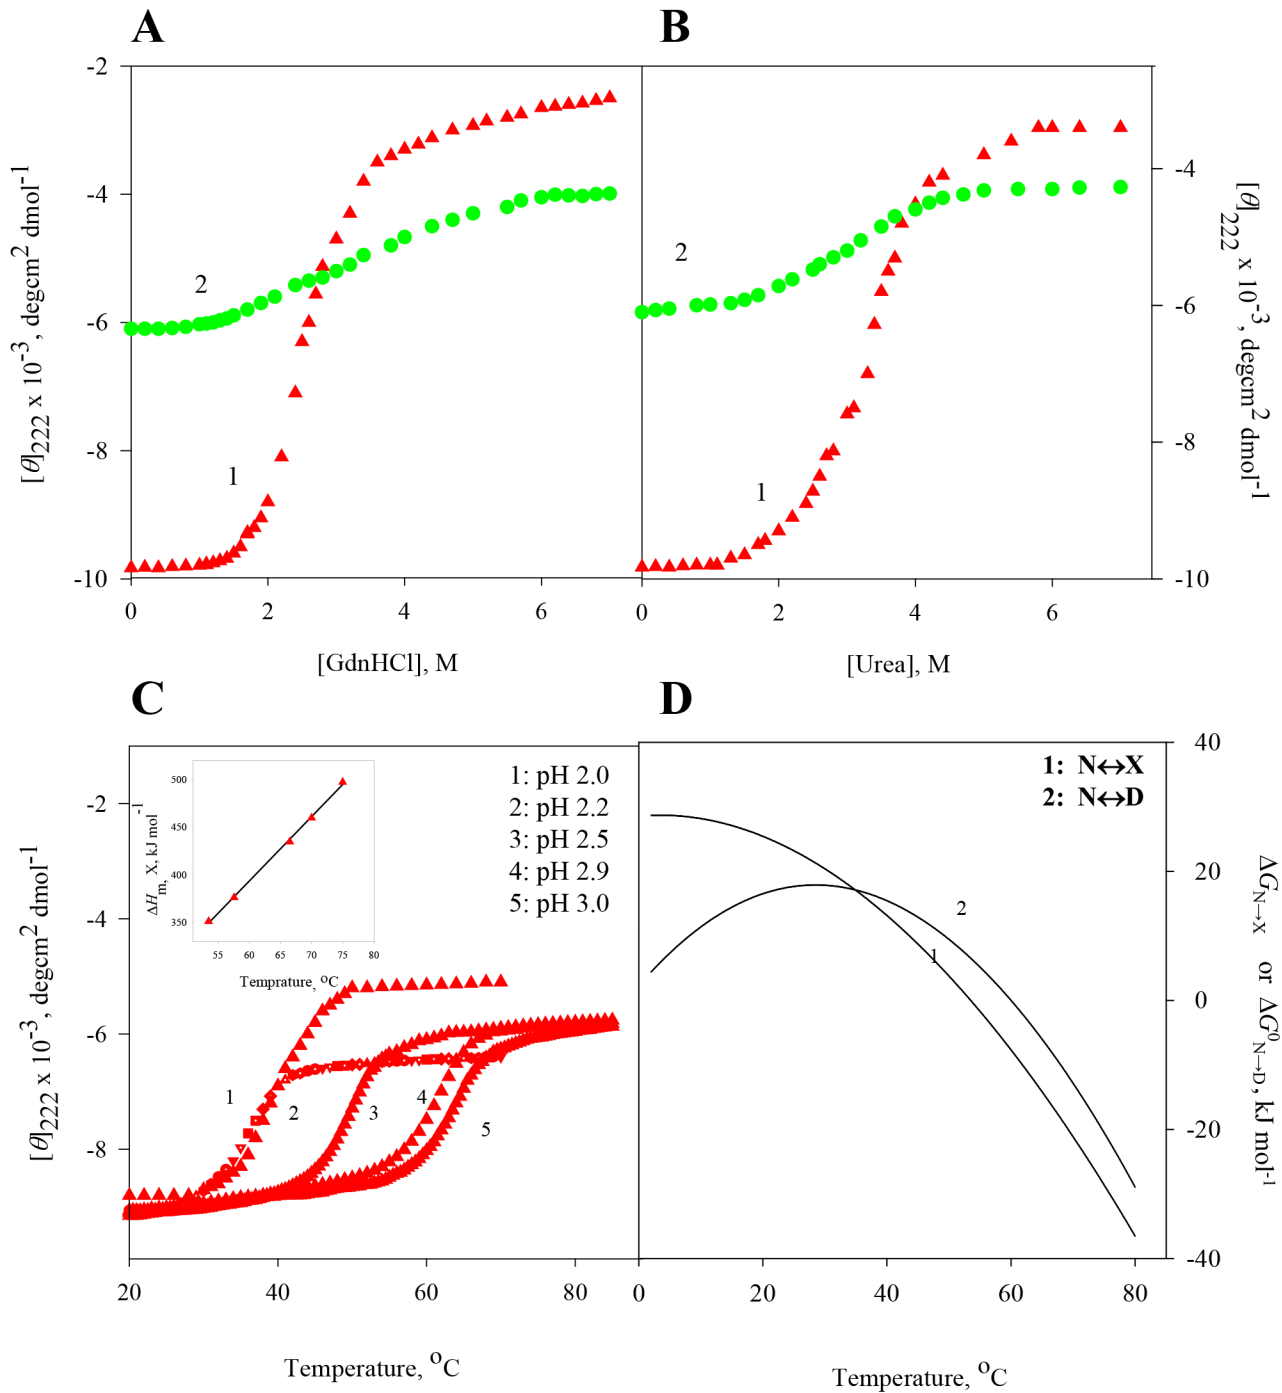 A
B
-2
-4
-6
-8
-10
[θ]222 x 10-3, degcm2 dmol-1
2
1
0
2
4
6
[GdnHCl], M
2
1
-4
-6
-8
-10
[θ]222 x 10-3, degcm2 dmol-1
0
2
4
6
[Urea], M
C
D
-2
-4
-6
-8
[θ]222 x 10-3, degcm2 dmol-1
500
450
400
350
ΔHm, X, kJ mol-1
55
60
65
70
75
80
Temprature, oC
1: pH 2.0
2: pH 2.2
3: pH 2.5
4: pH 2.9
5: pH 3.0
1
2
3
4
5
20
40
60
80
Temperature, oC
1: N↔X
2: N↔D
2
1
40
20
0
-20
-40
ΔGN→X or ΔG0N→D, kJ mol-1
0
20
40
60
80
Temperature, oC